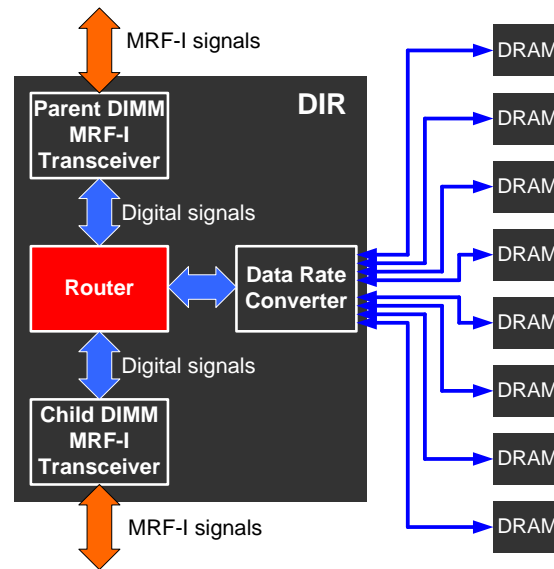 MRF-I signals
DIR
Parent DIMM
MRF-I
Transceiver
Digital signals
Router
Data Rate
Converter
Digital signals
Child DIMM
MRF-I
Transceiver
MRF-I signals
DRAM
DRAM
DRAM
DRAM
DRAM
DRAM
DRAM
DRAM